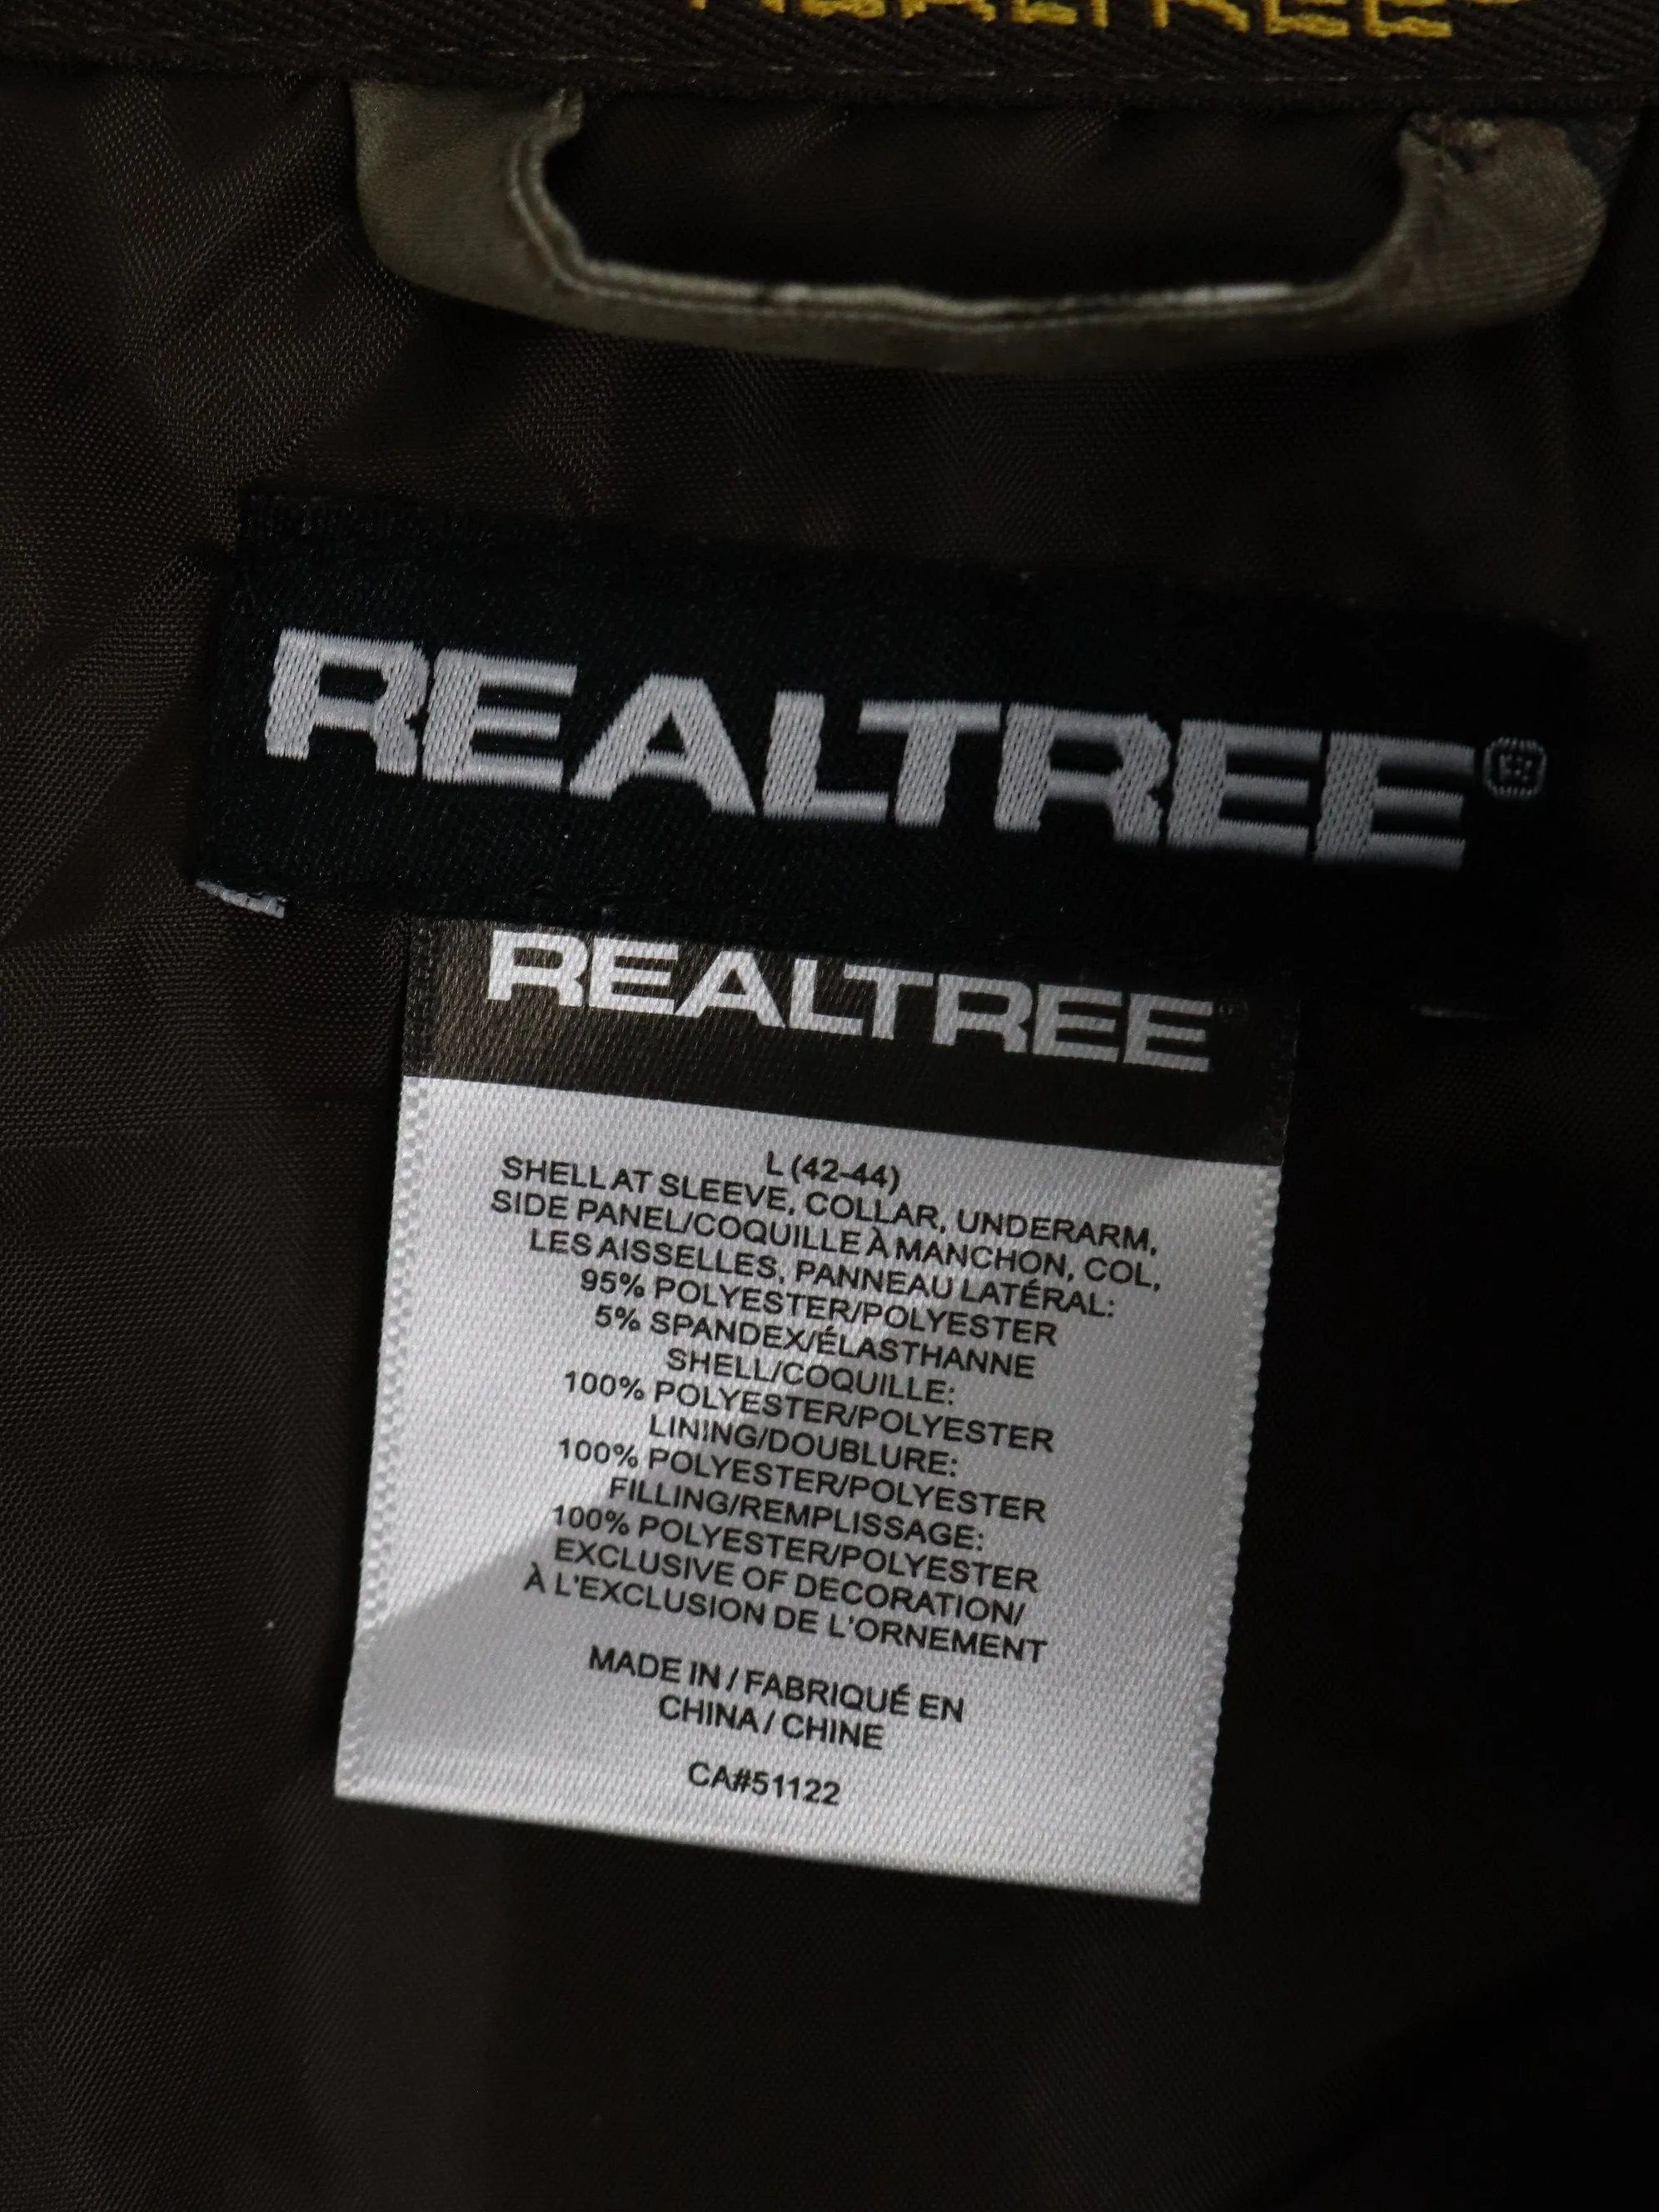 REALTREE
REALTREE®
REALTREE®
L (42-44)
SHELL AT SLEEVE, COLLAR, UNDERARM,
SIDE PANEL/COQUILLE À MANCHON, COL,
LES AISSELLES, PANNEAU LATÉRAL:
95% POLYESTER/POLYESTER
5% SPANDEX/ÉLASTHANNE
SHELL/COQUILLE:
100% POLYESTER/POLYESTER
LINING/DOUBLURE:
100% POLYESTER/POLYESTER
FILLING/REMPLISSAGE:
100% POLYESTER/POLYESTER
EXCLUSIVE OF DECORATION/
À L'EXCLUSION DE L'ORNEMENT
MADE IN / FABRIQUÉ EN
CHINA / CHINE
CA#51122